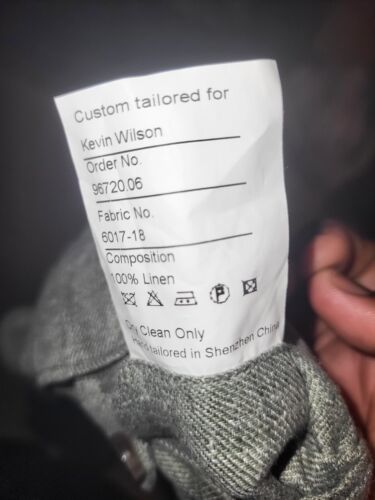 Custom tailored for
Kevin Wilson
Order No.
96720.06
Fabric No.
6017-18
Composition
100% Linen
P
Dry Clean Only
Hand tailored in Shenzhen China